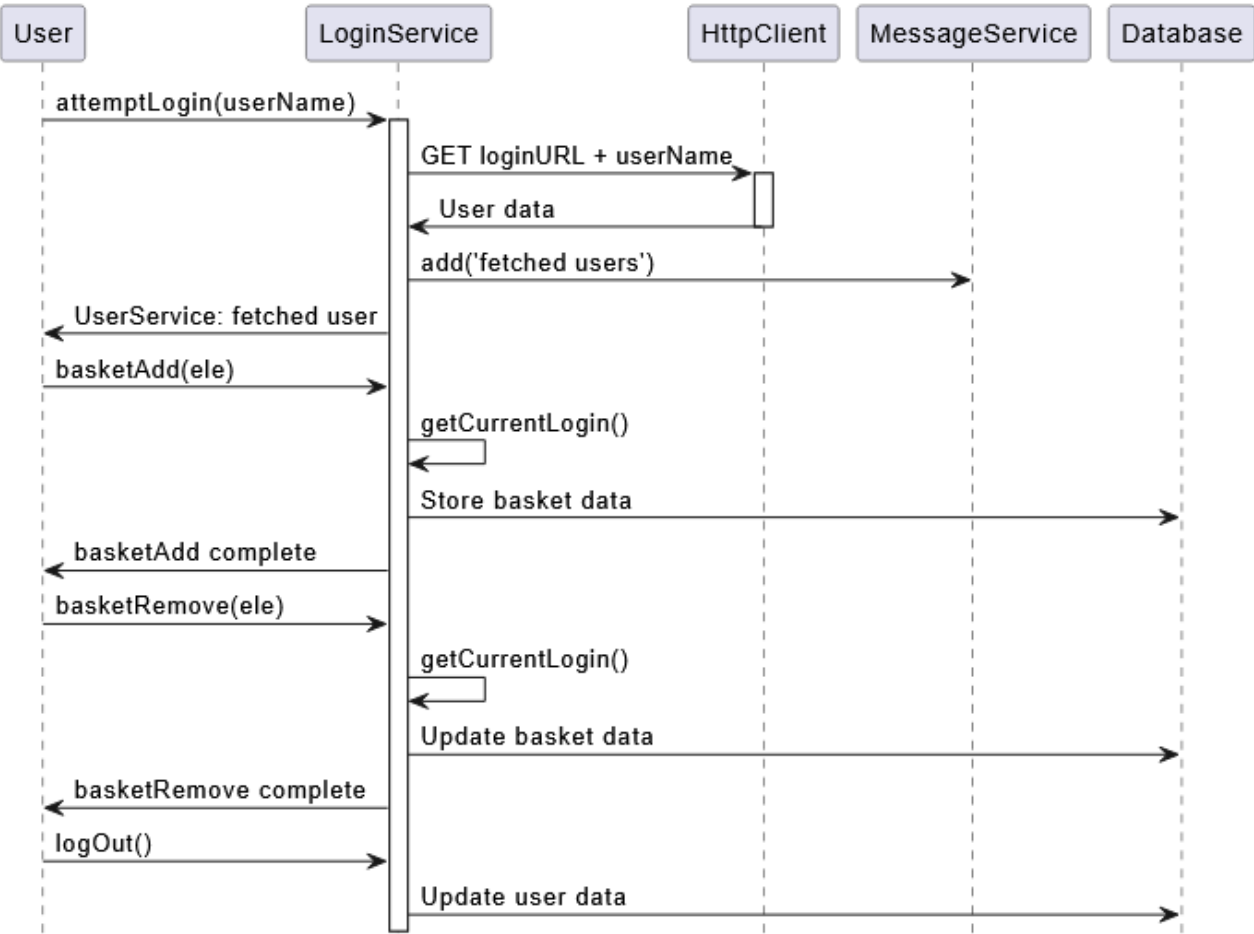 User
LoginService
HttpClient
MessageService
Database
attemptLogin(userName)
GET loginURL + userName
User data
add('fetched users')
UserService: fetched user
basketAdd(ele)
getCurrentLogin()
Store basket data
basketAdd complete
basketRemove(ele)
getCurrentLogin()
Update basket data
basketRemove complete
logOut()
Update user data